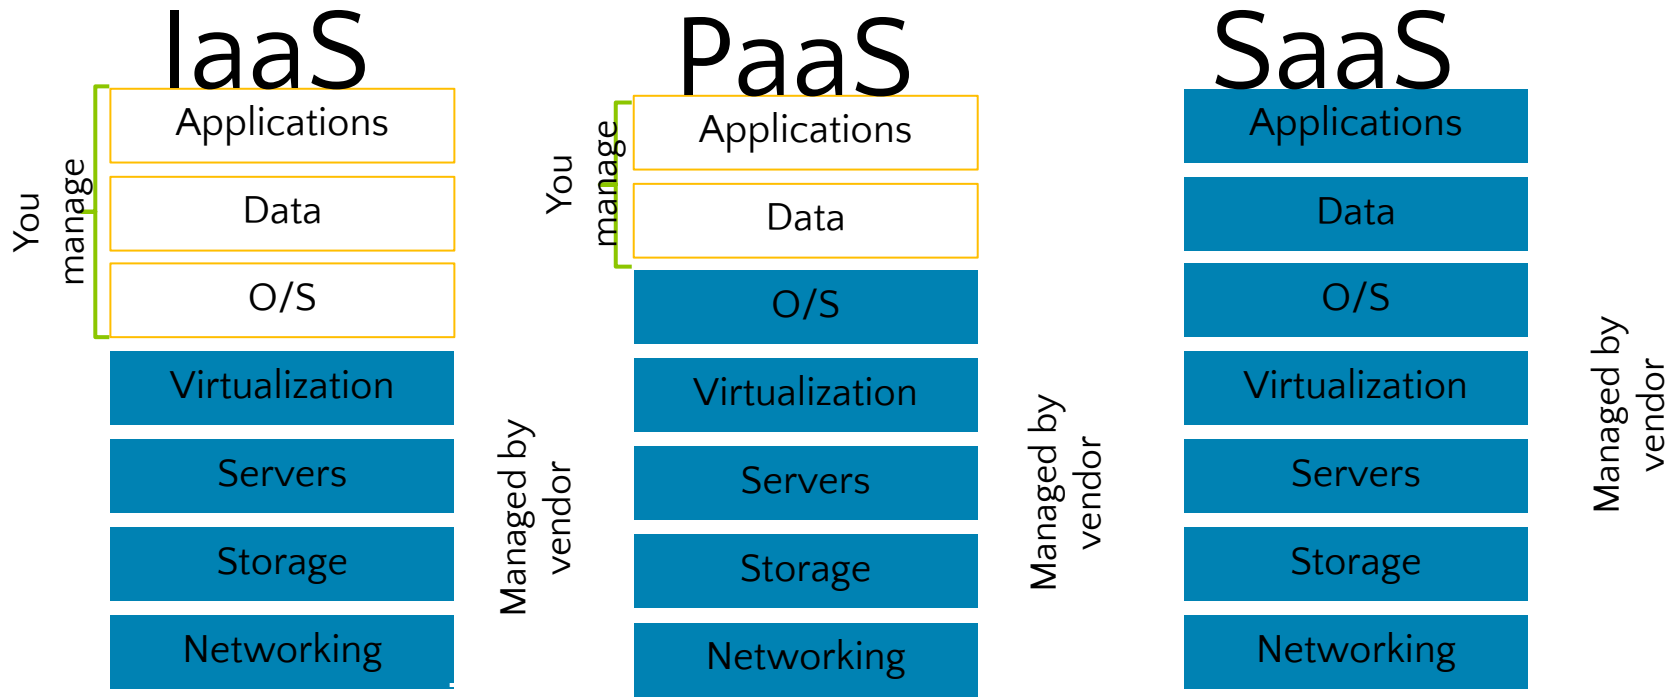 IaaS
You
manage
Applications
Data
O/S
Virtualization
Servers
Storage
Networking
Managed by
vendor
PaaS
You
manage
Applications
Data
O/S
Virtualization
Servers
Storage
Networking
Managed by
vendor
SaaS
Applications
Data
O/S
Virtualization
Servers
Storage
Networking
Managed by
vendor